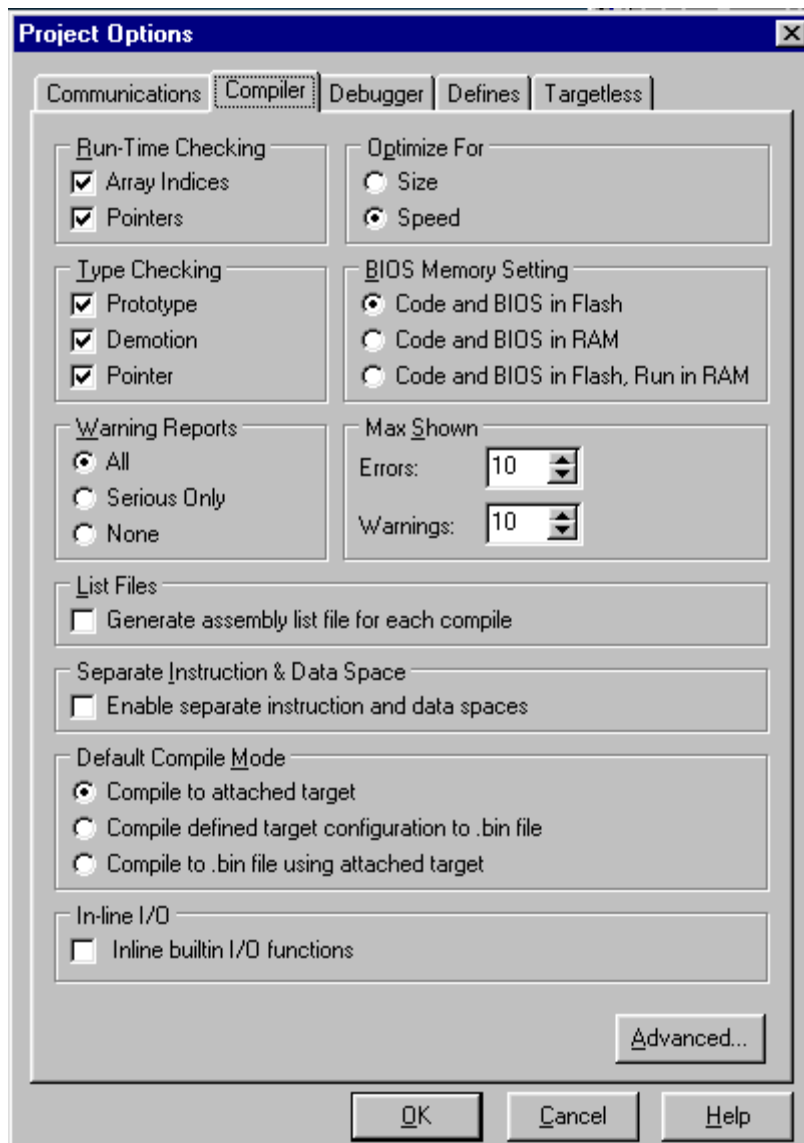 Project Options
Communications Compiler Debugger Defines Targetless
Run-Time Checking
Array Indices
Pointers
Optimize For
Size
Speed
Type Checking
Prototype
Demotion
Pointer
BIOS Memory Setting
Code and BIOS in Flash
Code and BIOS in RAM
Code and BIOS in Flash, Run in RAM
Warning Reports
All
Serious Only
None
Max Shown
Errors: 10
Warnings: 10
List Files
Generate assembly list file for each compile
Separate Instruction & Data Space
Enable separate instruction and data spaces
Default Compile Mode
Compile to attached target
Compile defined target configuration to .bin file
Compile to .bin file using attached target
In-line I/O
Inline builtin I/O functions
Advanced...
OK Cancel Help